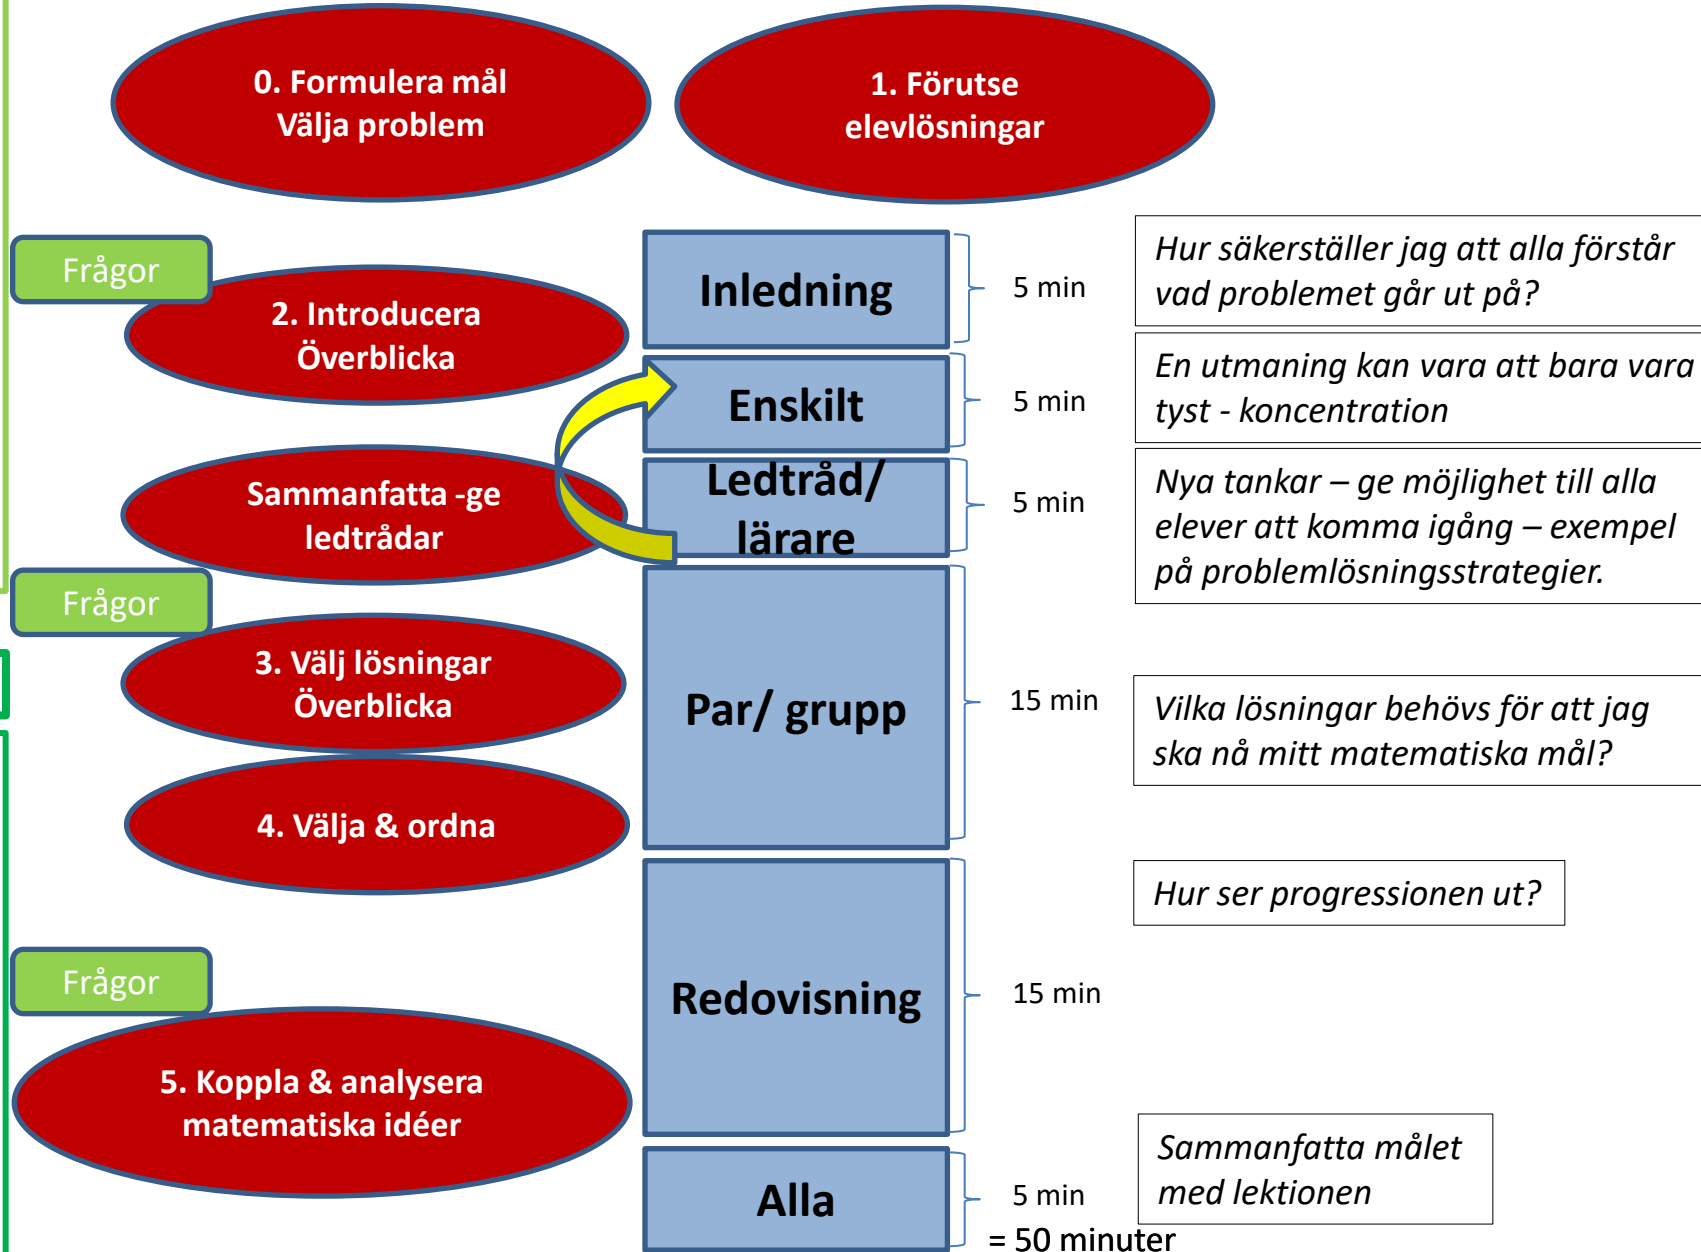 0. Formulera mål
Välja problem
1. Förutse
elevlösningar
Frågor
2. Introducera
Överblicka
Inledning
5 min
Hur säkerställer jag att alla förstår
vad problemet går ut på?
Enskilt
5 min
En utmaning kan vara att bara vara
tyst - koncentration
Sammanfatta -ge
ledtrådar
Ledtråd/
lärare
5 min
Nya tankar – ge möjlighet till alla
elever att komma igång – exempel
på problemlösningsstrategier.
Frågor
3. Välj lösningar
Överblicka
Par/ grupp
15 min
Vilka lösningar behövs för att jag
ska nå mitt matematiska mål?
4. Välja & ordna
Hur ser progressionen ut?
Frågor
Redovisning
15 min
5. Koppla & analysera
matematiska idéer
Alla
5 min
Sammanfatta målet
med lektionen
= 50 minuter